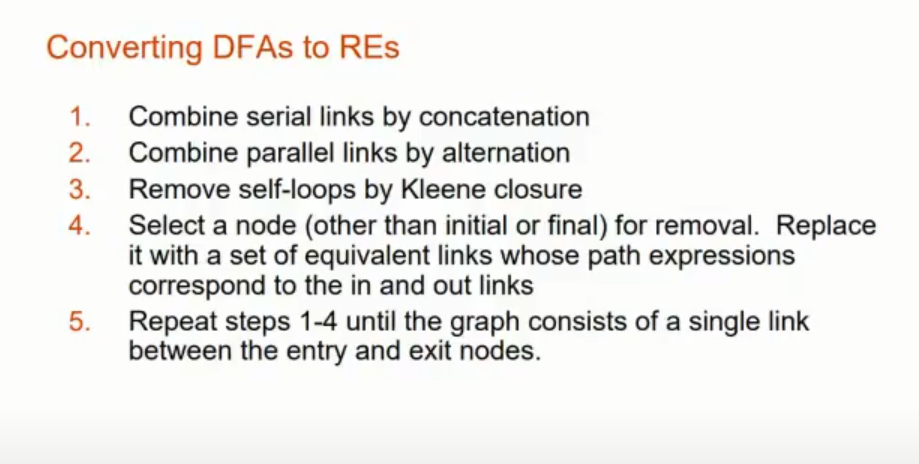 Converting DFAs to REs
1. Combine serial links by concatenation
2. Combine parallel links by alternation
3. Remove self-loops by Kleene closure
4. Select a node (other than initial or final) for removal. Replace
it with a set of equivalent links whose path expressions
correspond to the in and out links
5. Repeat steps 1-4 until the graph consists of a single link
between the entry and exit nodes.